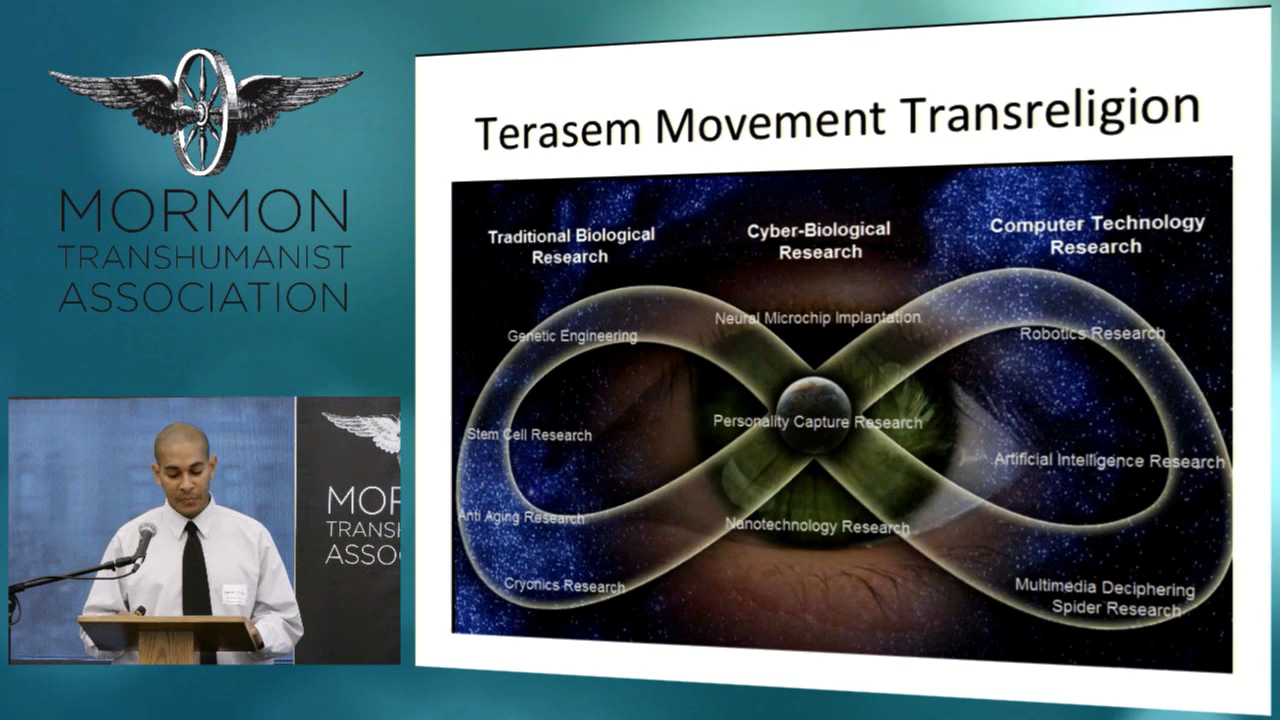 MORMON
TRANSHUMANIST
ASSOCIATION
Terasem Movement Transreligion
Traditional Biological
Research
Cyber-Biological
Research
Computer Technology
Research
Genetic Engineering
Neural Microchip Implantation
Robotics Research
Stem Cell Research
Personality Capture Research
Artificial Intelligence Research
Anti Aging Research
Nanotechnology Research
Cryonics Research
Multimedia Deciphering
Spider Research
MOR
TRANSH
ASSO